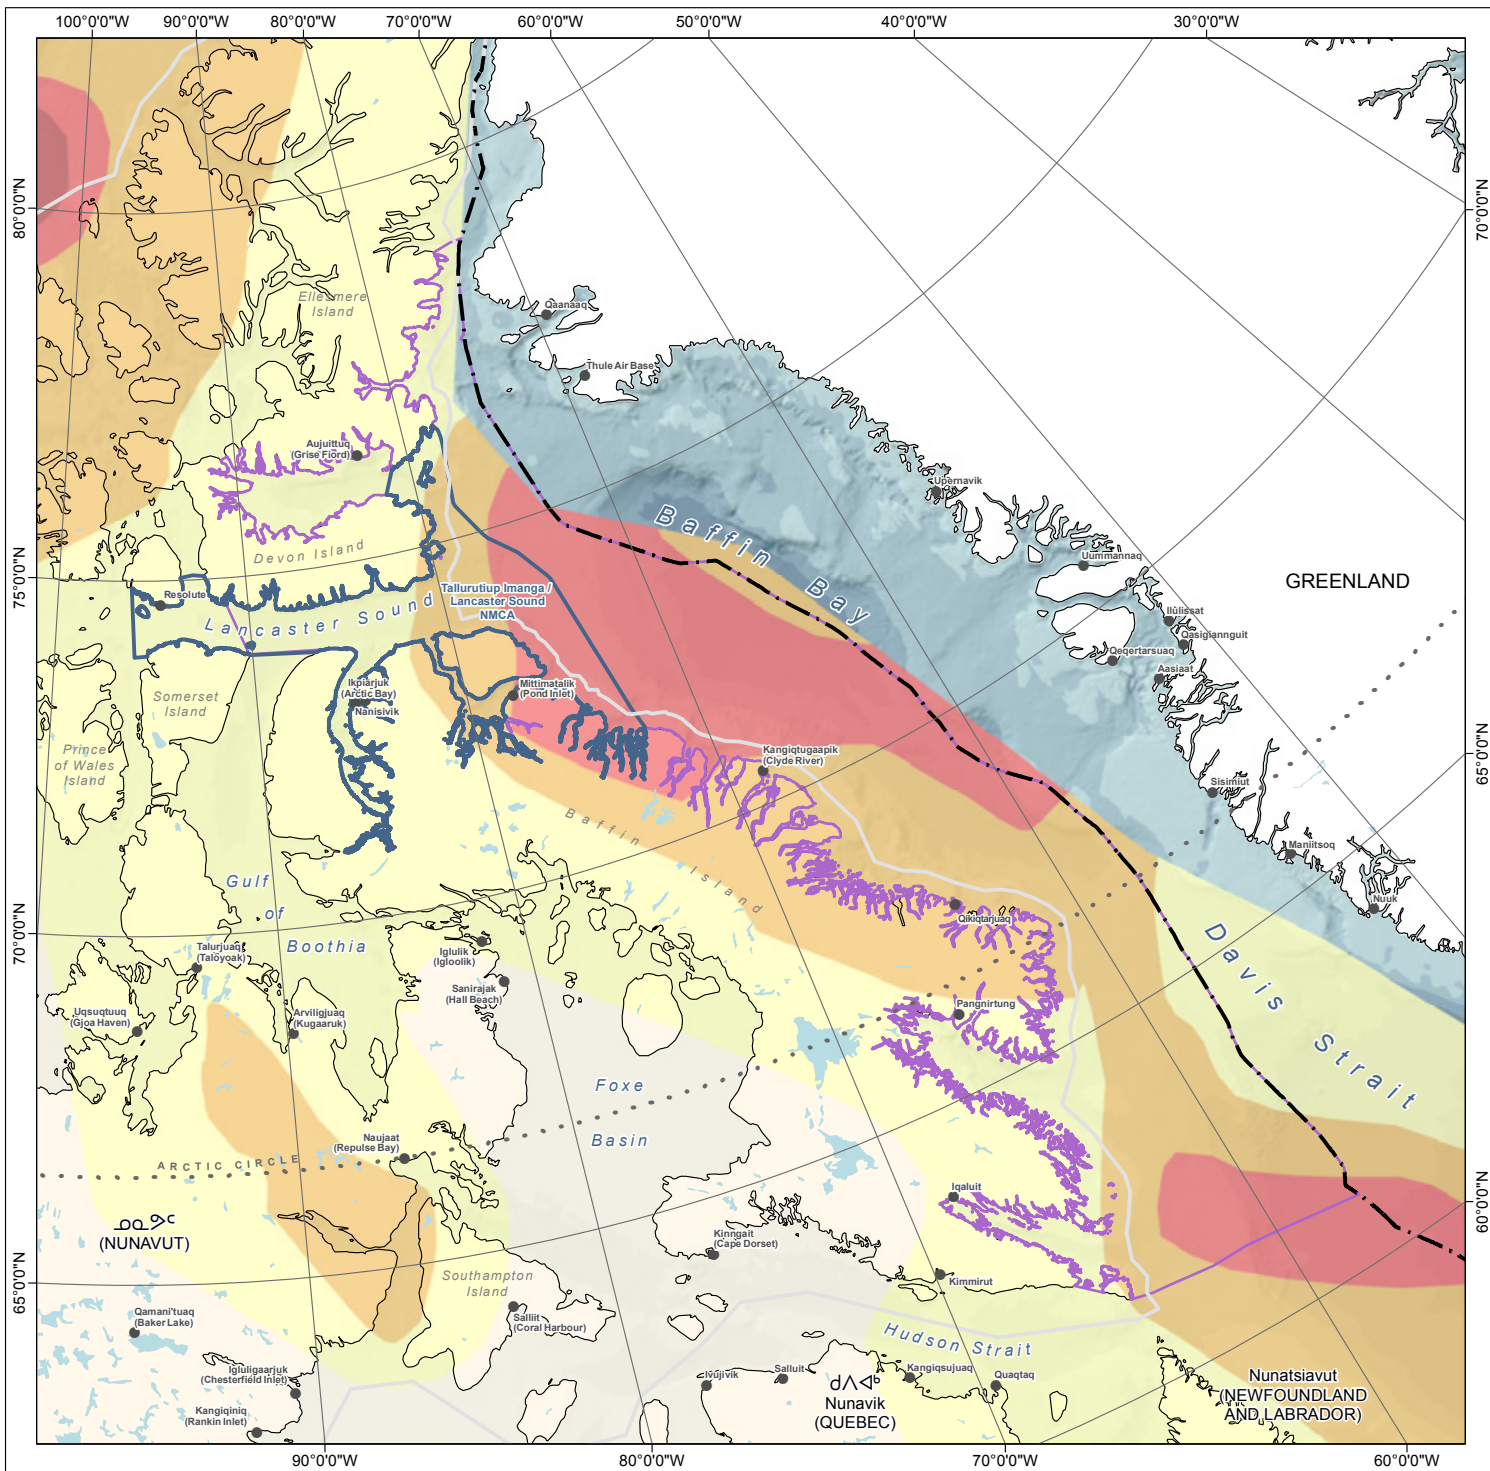 100°0'0"W
90°0'0"W
80°0'0"W
70°0'0"W
60°0'0"W
50°0'0"W
40°0'0"W
30°0'0"W
80°0'0"N
75°0'0"N
70°0'0"N
65°0'0"N
70°0'0"N
65°0'0"N
60°0'0"N
Ellesmere
Island
Qaanaaq
Thule Air Base
Aujuittuq
(Grise Fiord)
Upernavik
Baffin Bay
Devon Island
Uummannaq
GREENLAND
Resolute
Tallurutiup Imanga /
Lancaster Sound
NMCA
Lancaster Sound
Ilulissat
Qasigiannguit
Qeqertarsuaq
Aasiaat
Ikpiarjuk
(Arctic Bay)
Nanisivik
Mittimatalik
(Pond Inlet)
Somerset
Island
Prince
of Wales
Island
Kangiqtugaapik
(Clyde River)
Sisimiut
Baffin Island
Maniitsoq
Nuuk
Gulf
of
Boothia
Qikiqtarjuaq
Iglulik
(Igloolik)
Talurjuaq
(Taloyoak)
Sanirajak
(Hall Beach)
Davis Strait
Uqsuqtuuq
(Gjoa Haven)
Arviligjuaq
(Kugaaruk)
Pangnirtung
Foxe
Basin
Naujaat
(Repulse Bay)
ARCTIC CIRCLE
Iqaluit
ᓄᓇᕗᑦ
(NUNAVUT)
Kinngait
(Cape Dorset)
Kimmirut
Southampton
Island
Salliit
(Coral Harbour)
Qamani'tuaq
(Baker Lake)
Hudson Strait
Igluligaarjuk
(Chesterfield Inlet)
Ivujivik
Salluit
Kangiqsujuaq
Quaqtaq
ᑯᐱᐊᒃ
Nunavik
(QUEBEC)
Nunatsiavut
(NEWFOUNDLAND
AND LABRADOR)
Kangiqiniq
(Rankin Inlet)
90°0'0"W
80°0'0"W
70°0'0"W
60°0'0"W